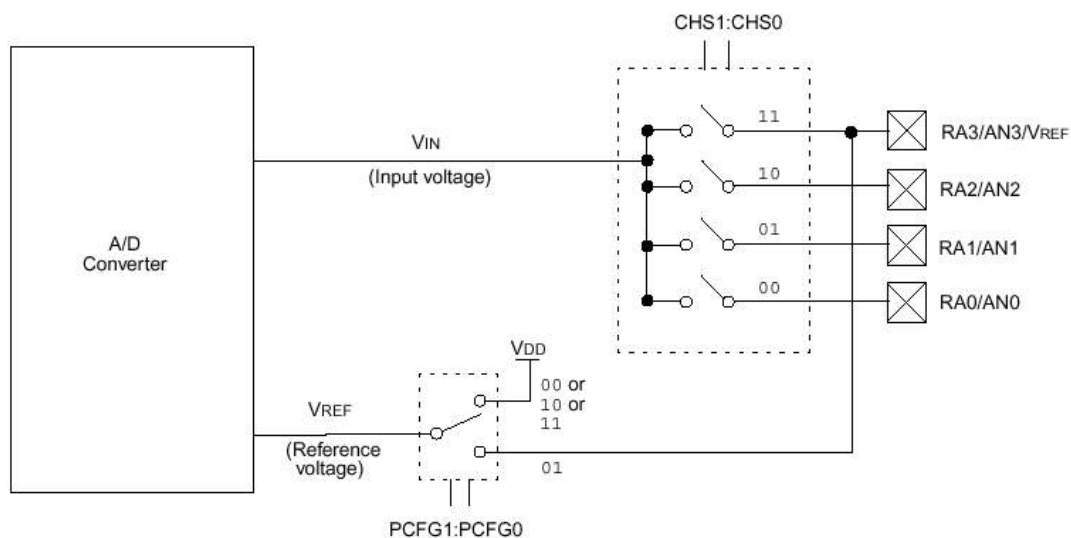 CHS1:CHS0
11
RA3/AN3/VREF
VIN
(Input voltage)
10
RA2/AN2
A/D
Converter
01
RA1/AN1
00
RA0/AN0
VDD
00 or
10 or
11
VREF
(Reference
voltage)
01
PCFG1:PCFG0